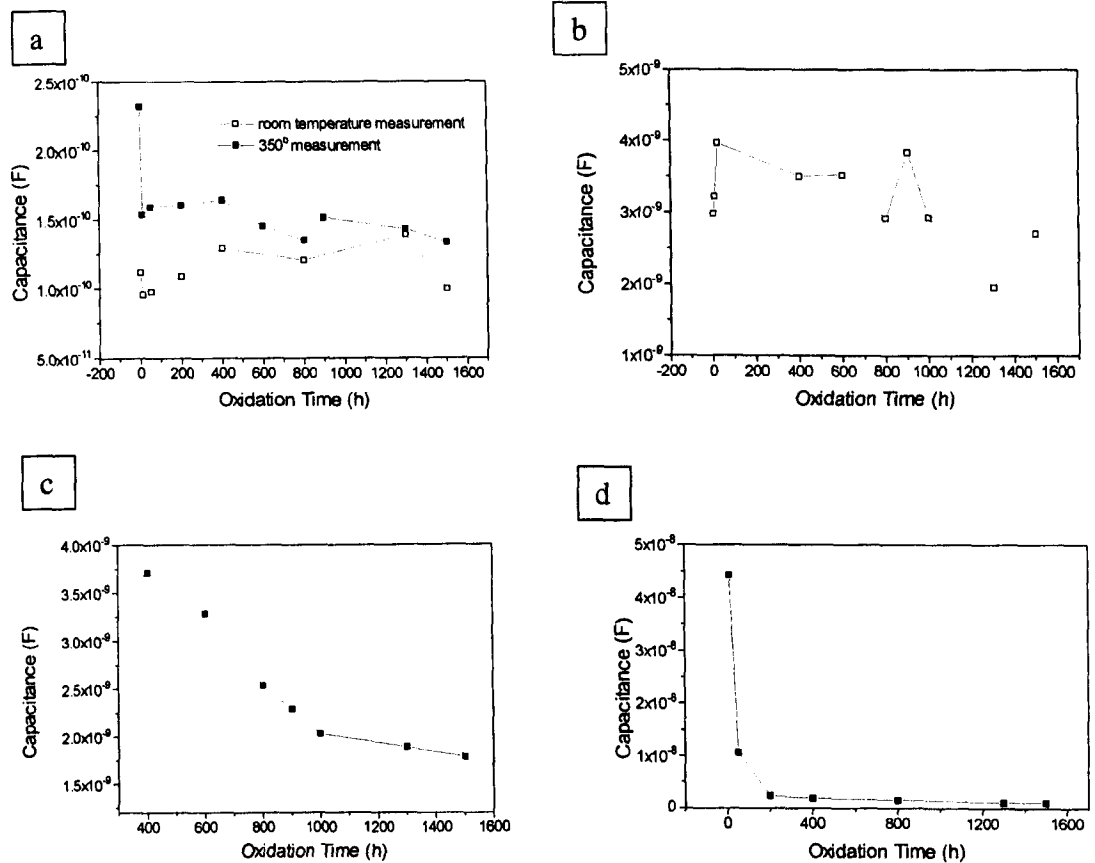 a
2.5x10⁻¹⁰
2.0x10⁻¹⁰
1.5x10⁻¹⁰
1.0x10⁻¹⁰
5.0x10⁻¹¹
Capacitance (F)
room temperature measurement
350⁰ measurement
-200 0 200 400 600 800 1000 1200 1400 1600
Oxidation Time (h)
b
5x10⁻⁹
4x10⁻⁹
3x10⁻⁹
2x10⁻⁹
1x10⁻⁹
Capacitance (F)
-200 0 200 400 600 800 1000 1200 1400 1600
Oxidation Time (h)
c
4.0x10⁻⁹
3.5x10⁻⁹
3.0x10⁻⁹
2.5x10⁻⁹
2.0x10⁻⁹
1.5x10⁻⁹
Capacitance (F)
400 600 800 1000 1200 1400 1600
Oxidation Time (h)
d
5x10⁻⁸
4x10⁻⁸
3x10⁻⁸
2x10⁻⁸
1x10⁻⁸
0
Capacitance (F)
0 200 400 600 800 1000 1200 1400 1600
Oxidation Time (h)